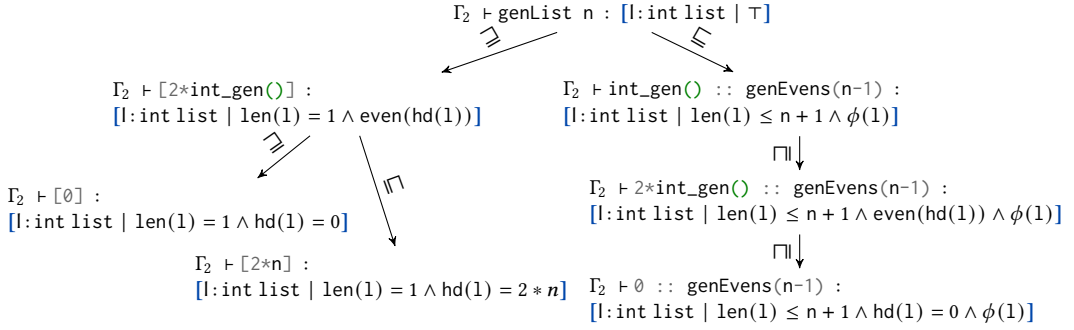 Γ₂ ⊢ genList n : [l:int list | ⊤]
⊑
⊑
Γ₂ ⊢ [2*int_gen()] :
[l:int list | len(l) = 1 ∧ even(hd(l))]
Γ₂ ⊢ int_gen() :: genEvens(n-1) :
[l:int list | len(l) ≤ n + 1 ∧ ϕ(l)]
⊑
⊑
⊑
Γ₂ ⊢ [0] :
[l:int list | len(l) = 1 ∧ hd(l) = 0]
Γ₂ ⊢ 2*int_gen() :: genEvens(n-1) :
[l:int list | len(l) ≤ n + 1 ∧ even(hd(l)) ∧ ϕ(l)]
⊑
Γ₂ ⊢ [2*n] :
[l:int list | len(l) = 1 ∧ hd(l) = 2 * n]
Γ₂ ⊢ 0 :: genEvens(n-1) :
[l:int list | len(l) ≤ n + 1 ∧ hd(l) = 0 ∧ ϕ(l)]